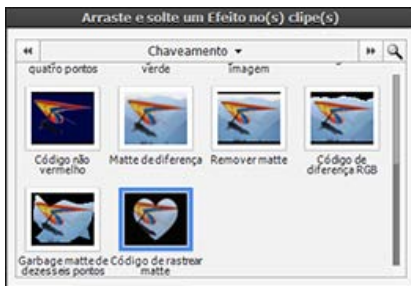 Arraste e solte um Efeito no(s) clipe(s)
Chaveamento
quatro pontos verde imagem
Código não vermelho
Matte de diferença
Remover matte
Código de diferença RGB
Garbage matte de dezesseis pontos
Código de rastrear matte